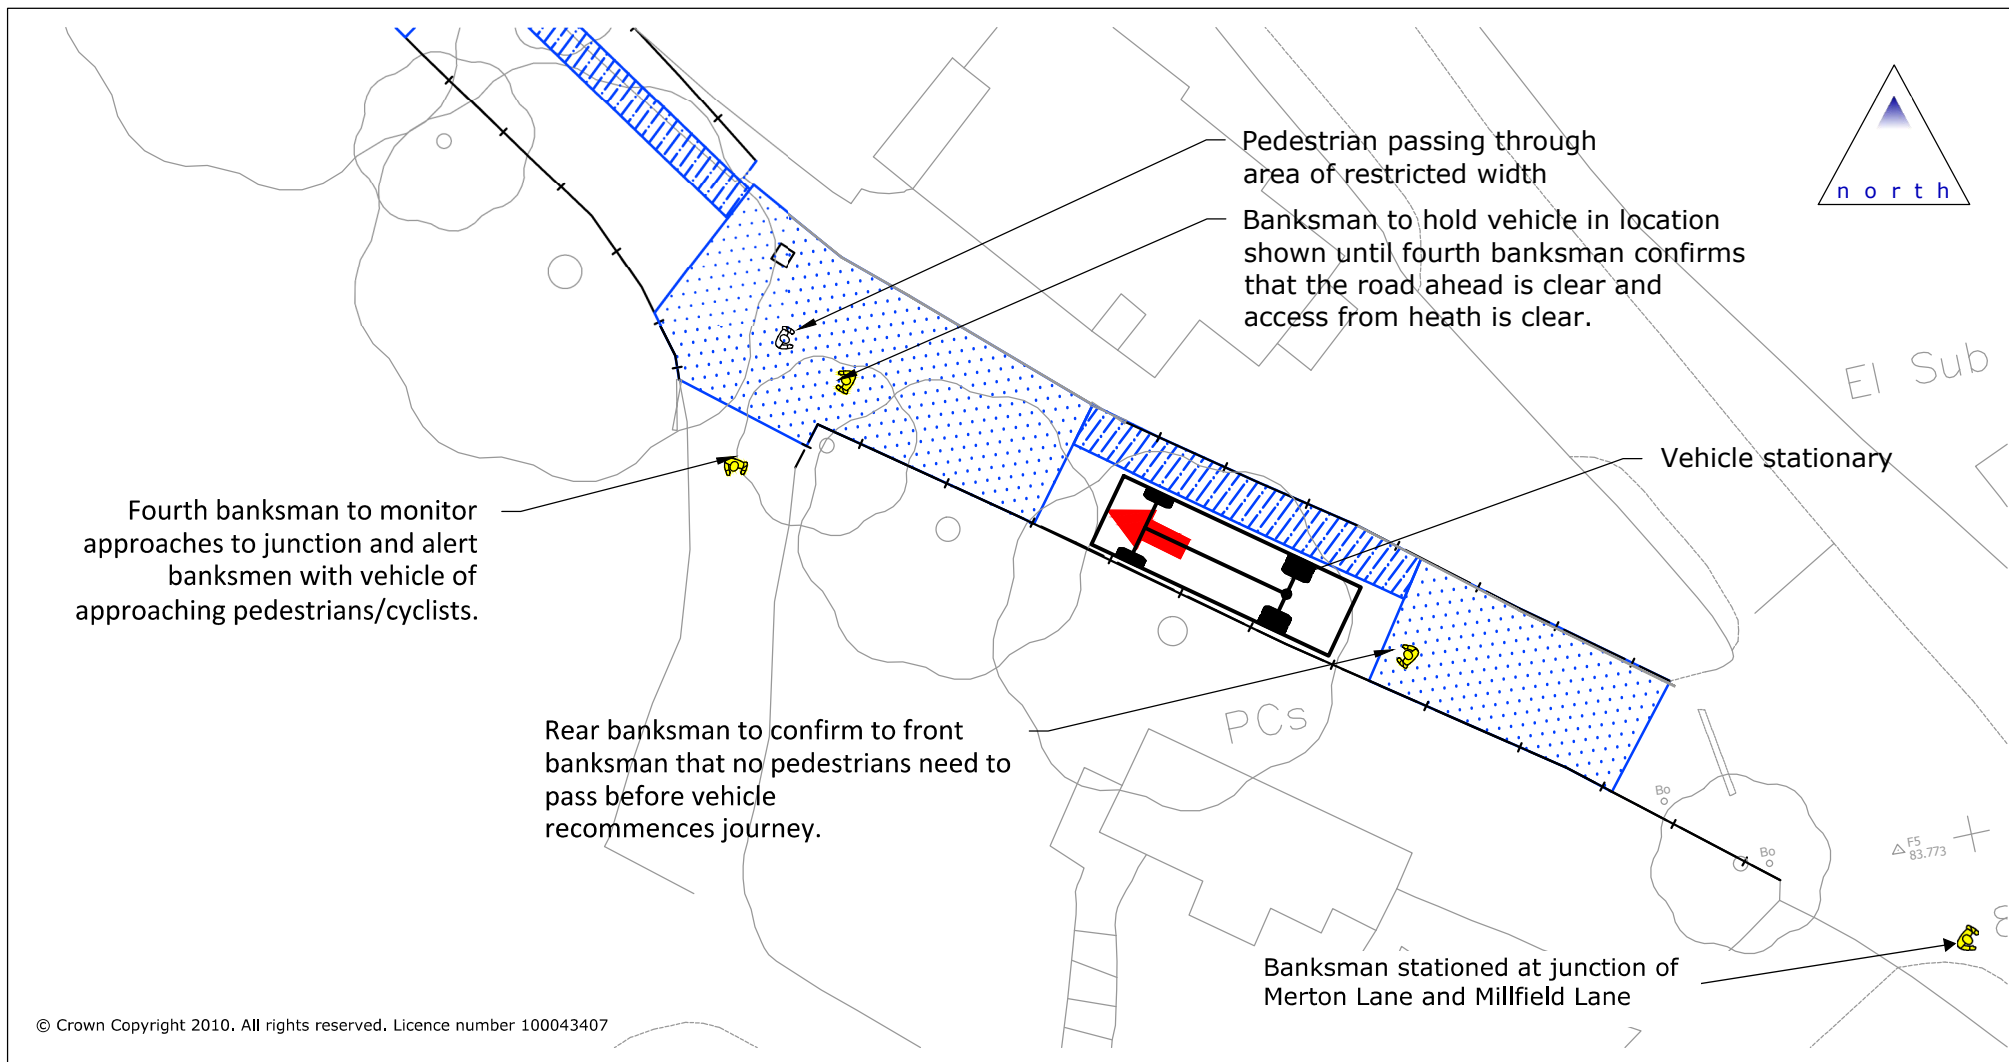 Pedestrian passing through
area of restricted width
north
Banksman to hold vehicle in location
shown until fourth banksman confirms
that the road ahead is clear and
access from heath is clear.
El Sub
Vehicle stationary
Fourth banksman to monitor
approaches to junction and alert
banksmen with vehicle of
approaching pedestrians/cyclists.
PCs
Rear banksman to confirm to front
banksman that no pedestrians need to
pass before vehicle
recommences journey.
Bo
Bo
F5
83.773
Banksman stationed at junction of
Merton Lane and Millfield Lane
© Crown Copyright 2010. All rights reserved. Licence number 100043407